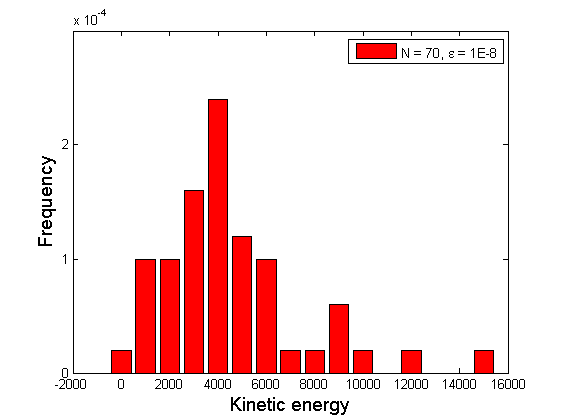 x 10^-4
N = 70, ε = 1E-8
2
1
0
Frequency
-2000 0 2000 4000 6000 8000 10000 12000 14000 16000
Kinetic energy